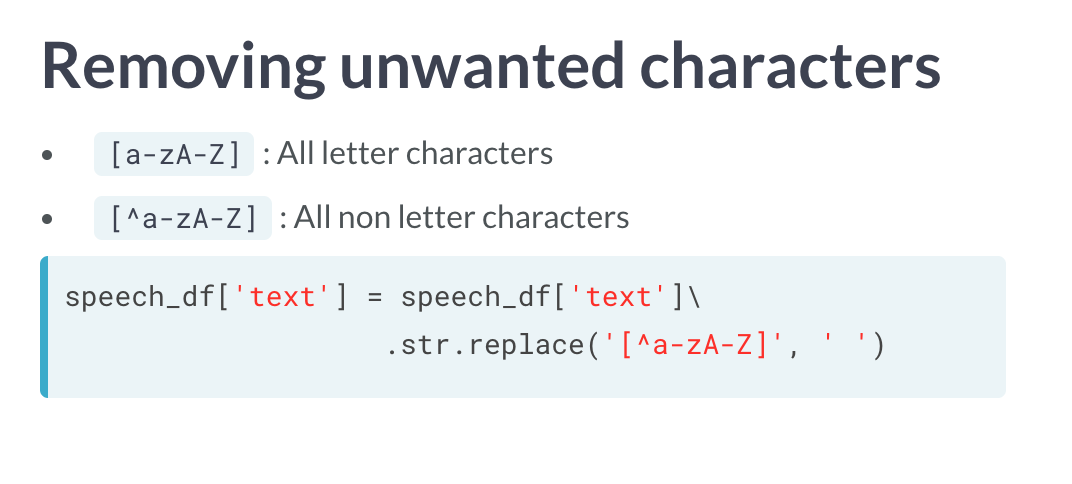 Removing unwanted characters
• [a-zA-Z] : All letter characters
• [^a-zA-Z] : All non letter characters
speech_df['text'] = speech_df['text']\
.str.replace('[^a-zA-Z]', ' ')